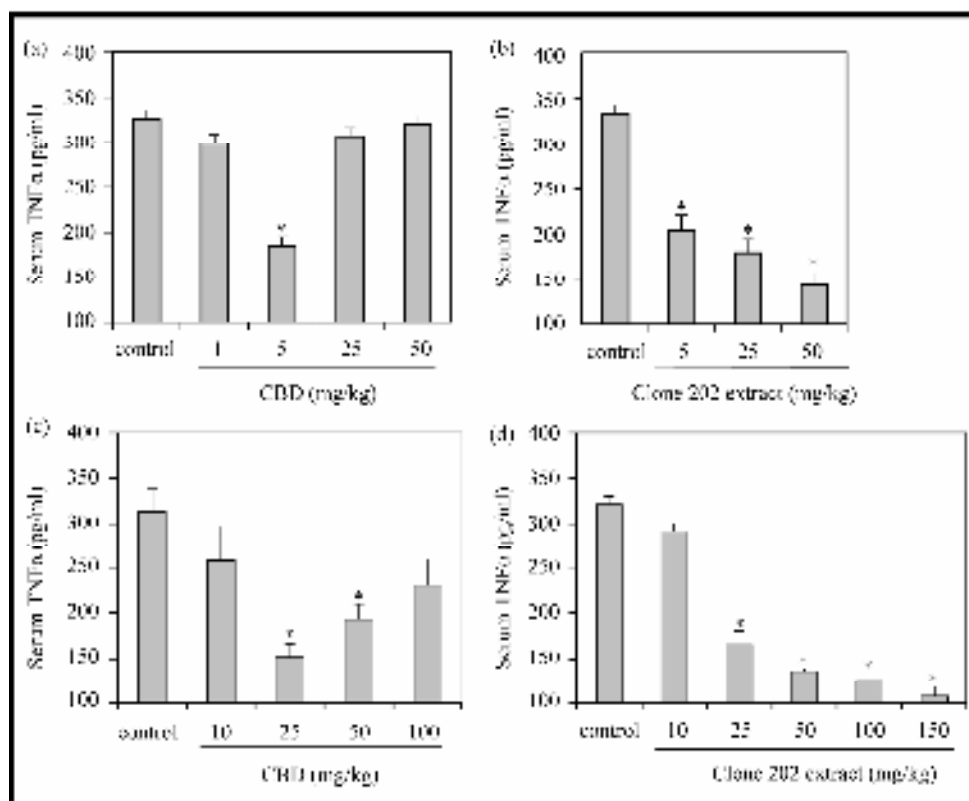 (a)
400
350
300
250
200
150
100
Serum TNFα (pg/ml)
control 1 5 25 50
CBD (mg/kg)
(b)
400
350
300
250
200
150
100
Serum TNFα (pg/ml)
control 5 25 50
Clone 202 extract (mg/kg)
(c)
400
350
300
250
200
150
100
Serum TNFα (pg/ml)
control 10 25 50 100
CBD (mg/kg)
(d)
400
350
300
250
200
150
100
Serum TNFα (pg/ml)
control 10 25 50 100 150
Clone 202 extract (mg/kg)